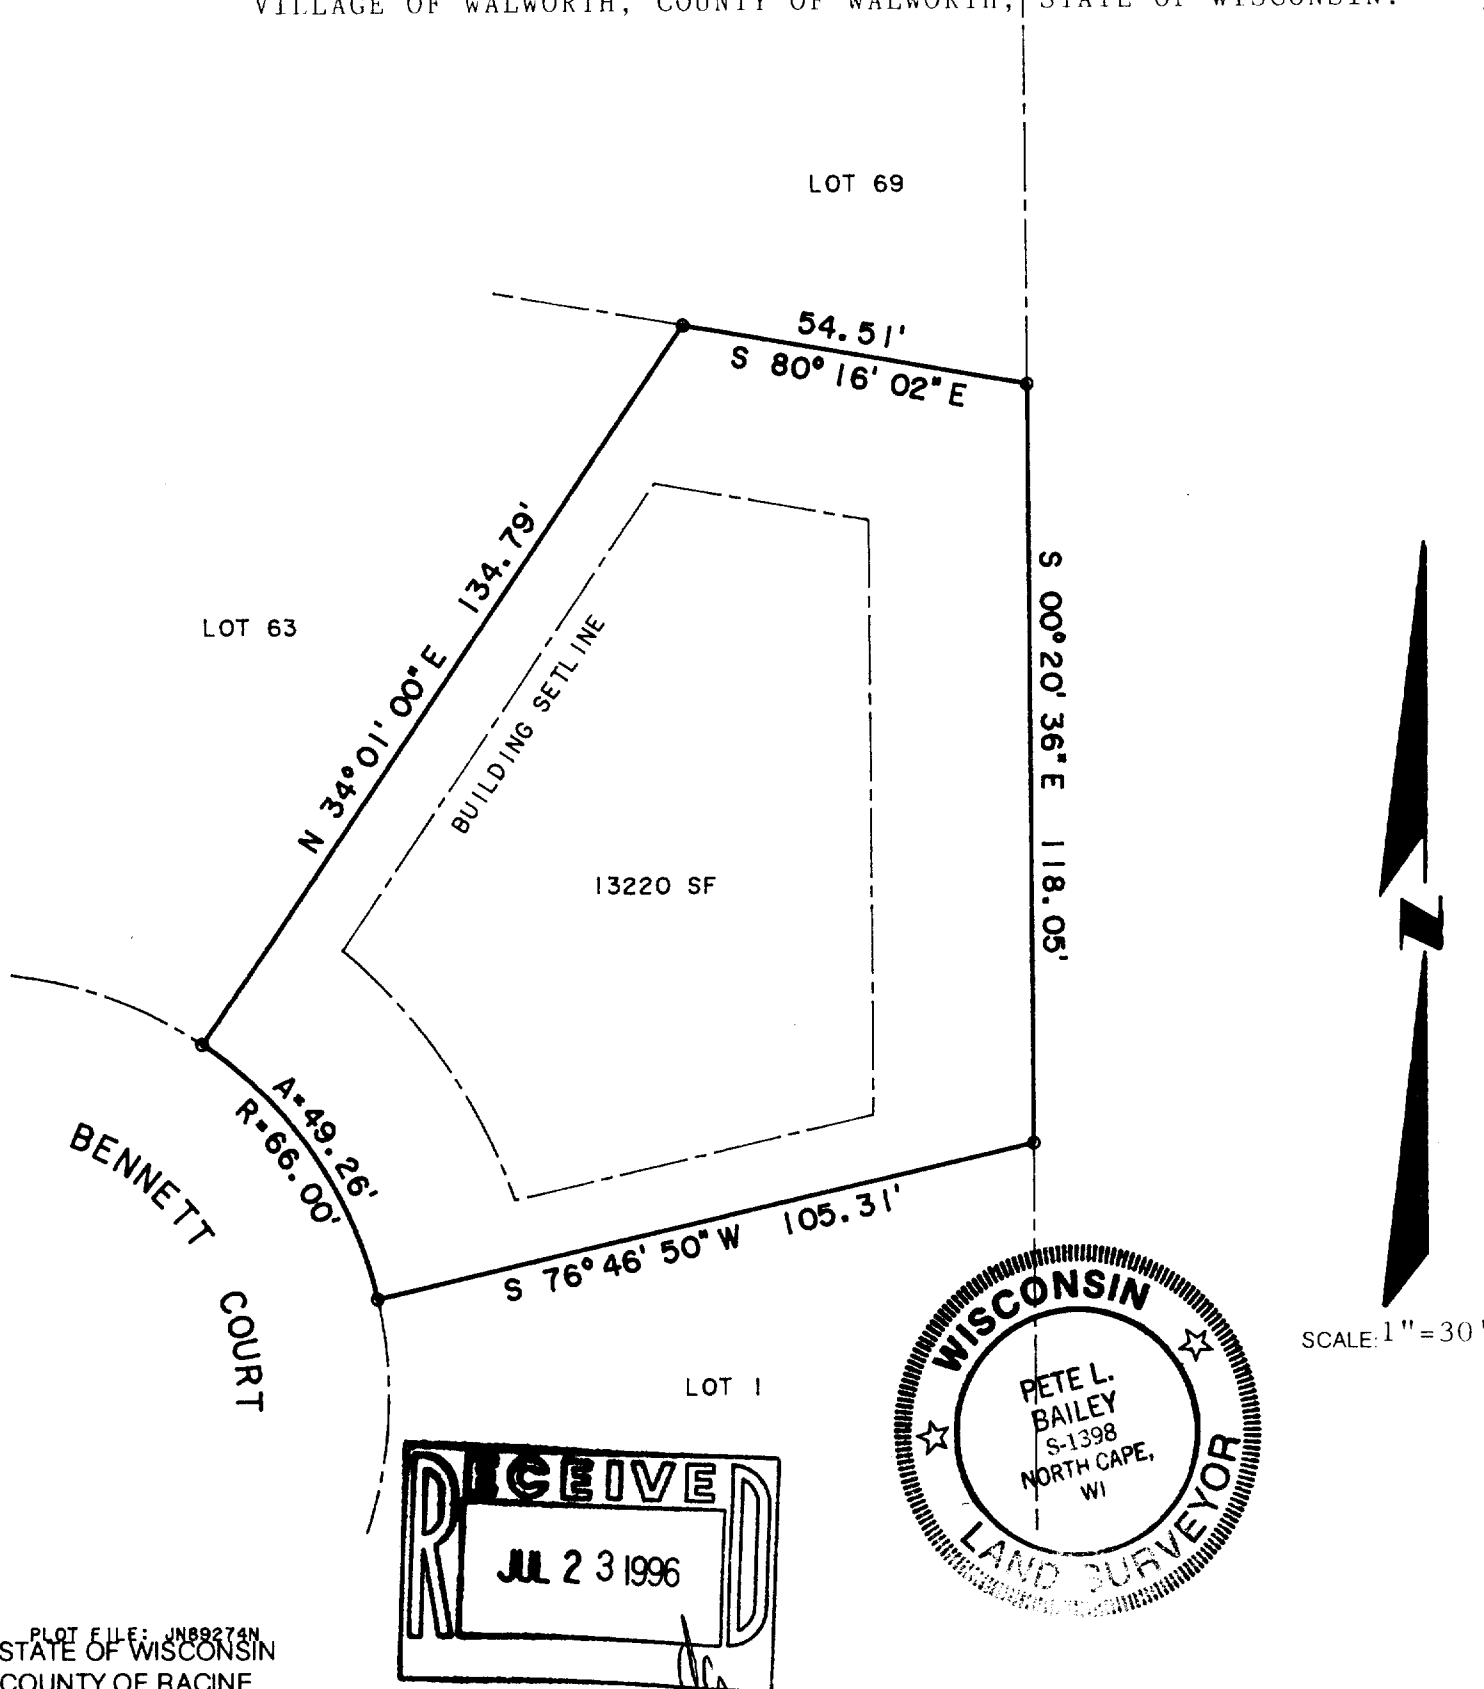 VILLAGE OF WALWORTH, COUNTY OF WALWORTH, STATE OF WISCONSIN.
LOT 69
54.51'
S 80° 16' 02" E
N 34° 01' 00" E 134.79'
LOT 63
BUILDING SETLINE
S 00° 20' 36" E 118.05'
13220 SF
A=49.26'
R=66.00'
BENNETT COURT
S 76° 46' 50" W 105.31'
N
SCALE: 1"=30'
LOT 1
WISCONSIN
PETE L.
BAILEY
S-1398
NORTH CAPE,
WI
LAND SURVEYOR
RECEIVED
JUL 23 1996
PLOT FILE: JN89274N
STATE OF WISCONSIN
COUNTY OF RACINE